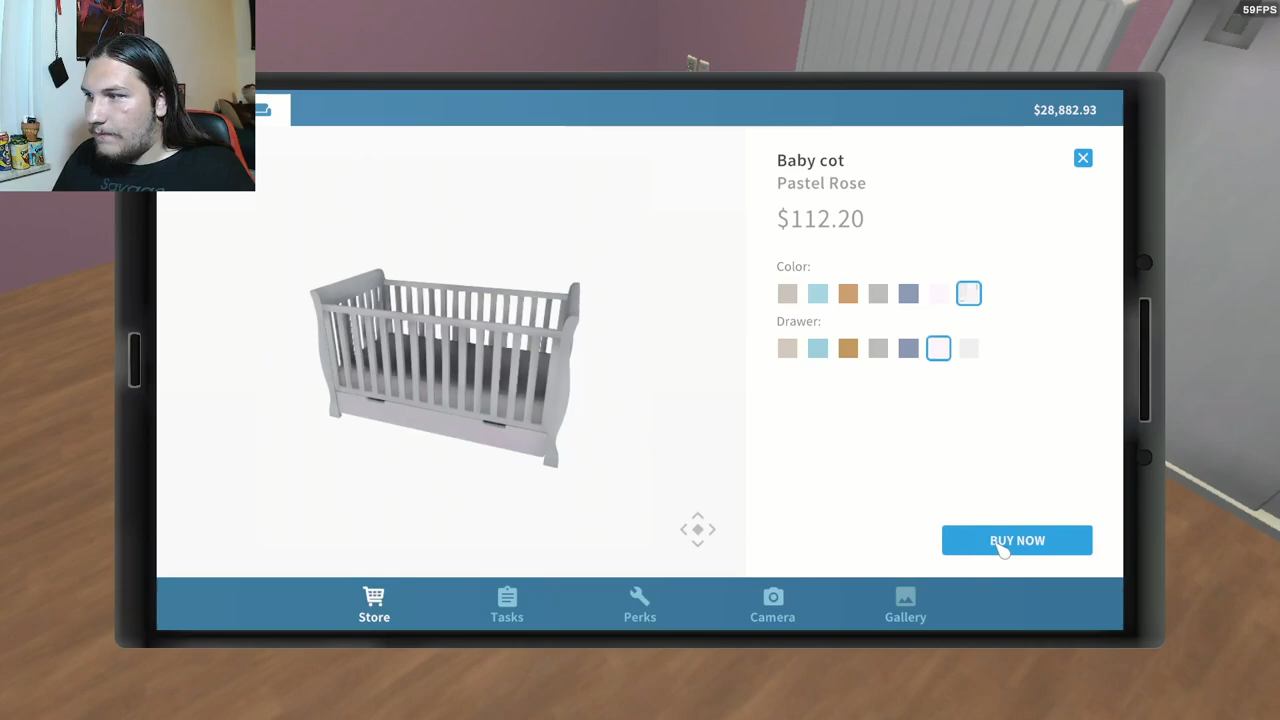 59FPS
$28,882.93
Baby cot
Pastel Rose
$112.20
Color:
Drawer:
BUY NOW
Store
Tasks
Perks
Camera
Gallery